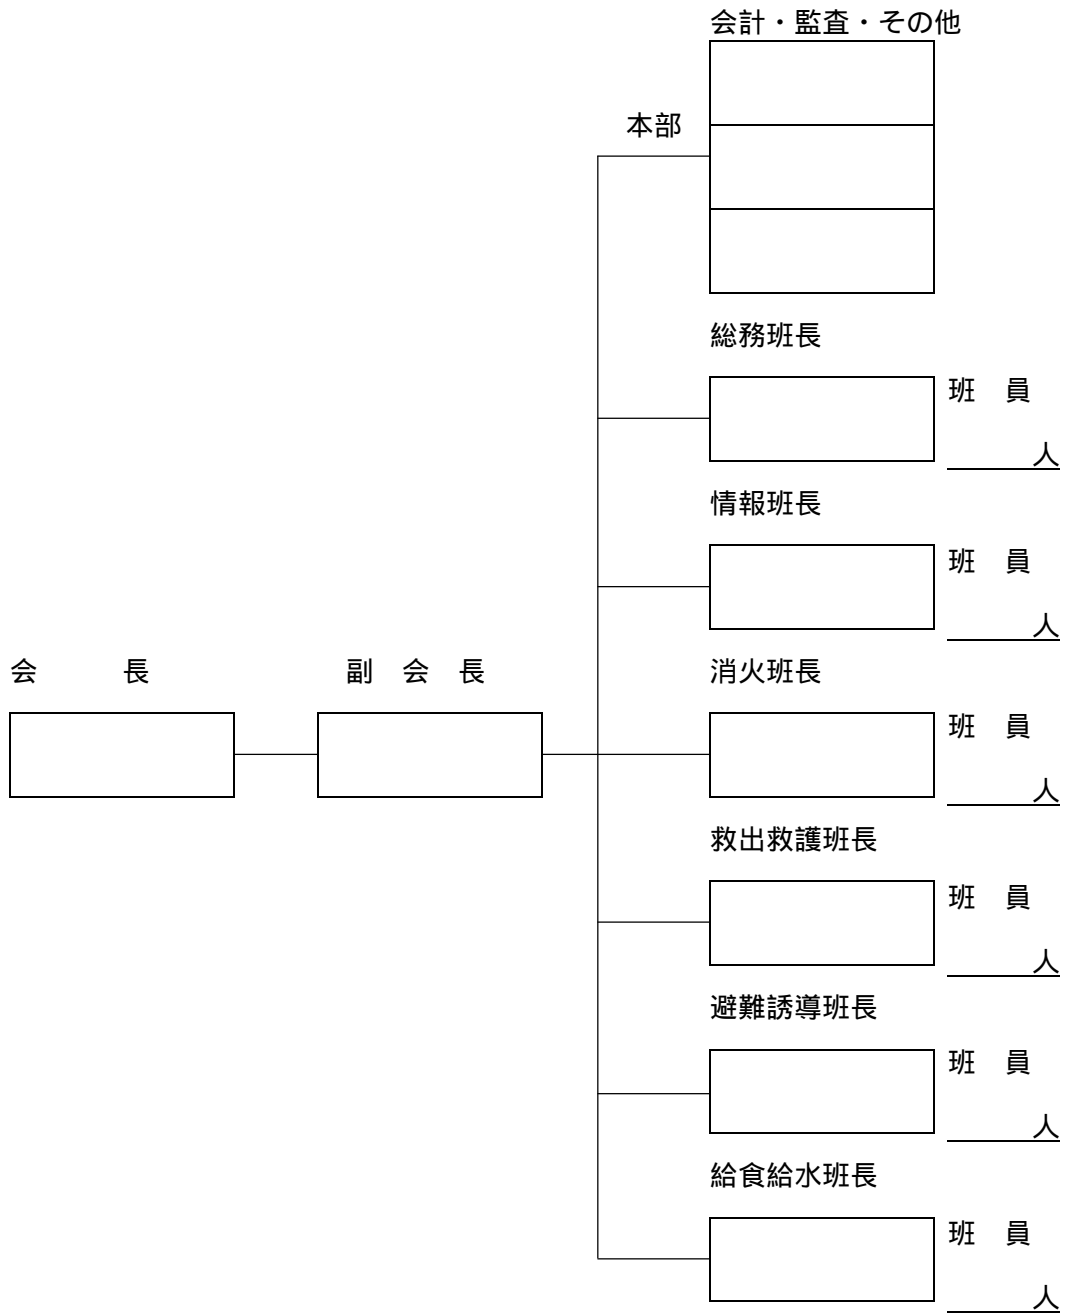 会計・監査・その他
本部
総務班長
班　員
人
情報班長
班　員
人
会　　　長
副　会　長
消火班長
班　員
人
救出救護班長
班　員
人
避難誘導班長
班　員
人
給食給水班長
班　員
人